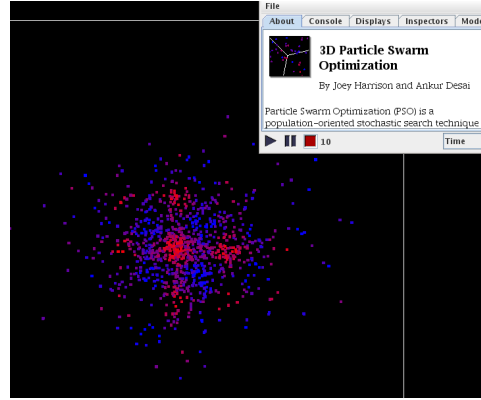 File
About Console Displays Inspectors
3D Particle Swarm
Optimization
By Joey Harrison and Ankur Desai
Particle Swarm Optimization (PSO) is a
population-oriented stochastic search technique
10 Time